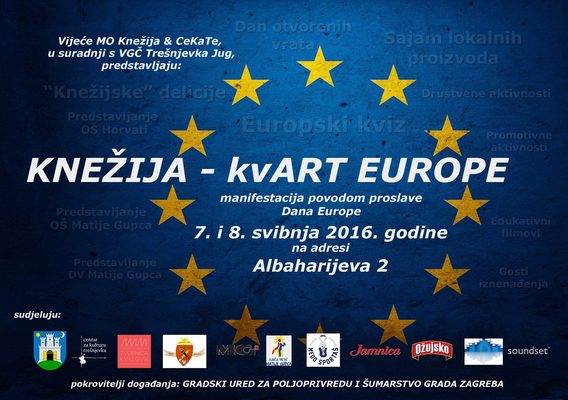 Vijeće MO Knežija & CeKaTe,
u suradnji s VGČ Trešnjevka Jug,
predstavljaju:
Dan otvorenih
vrata
Sajam lokalnih
proizvoda
"Knežijske" delicije
Društvene aktivnosti
Predstavljanje
OŠ Horvati
Europski kviz
Promotivne
aktivnosti
KNEŽIJA - kvART EUROPE
manifestacija povodom proslave
Dana Europe
Predstavljanje
OŠ Matije Gupca
Edukativni
filmovi
7. i 8. svibnja 2016. godine
na adresi
Albaharijeva 2
Predstavljanje
DV Matije Gupca
Gosti
iznenađenja
sudjeluju:
centar
za kulturu
trešnjevka
Jamnica
Ožujsko
soundset
pokrovitelji događanja: GRADSKI URED ZA POLJOPRIVREDU I ŠUMARSTVO GRADA ZAGREBA